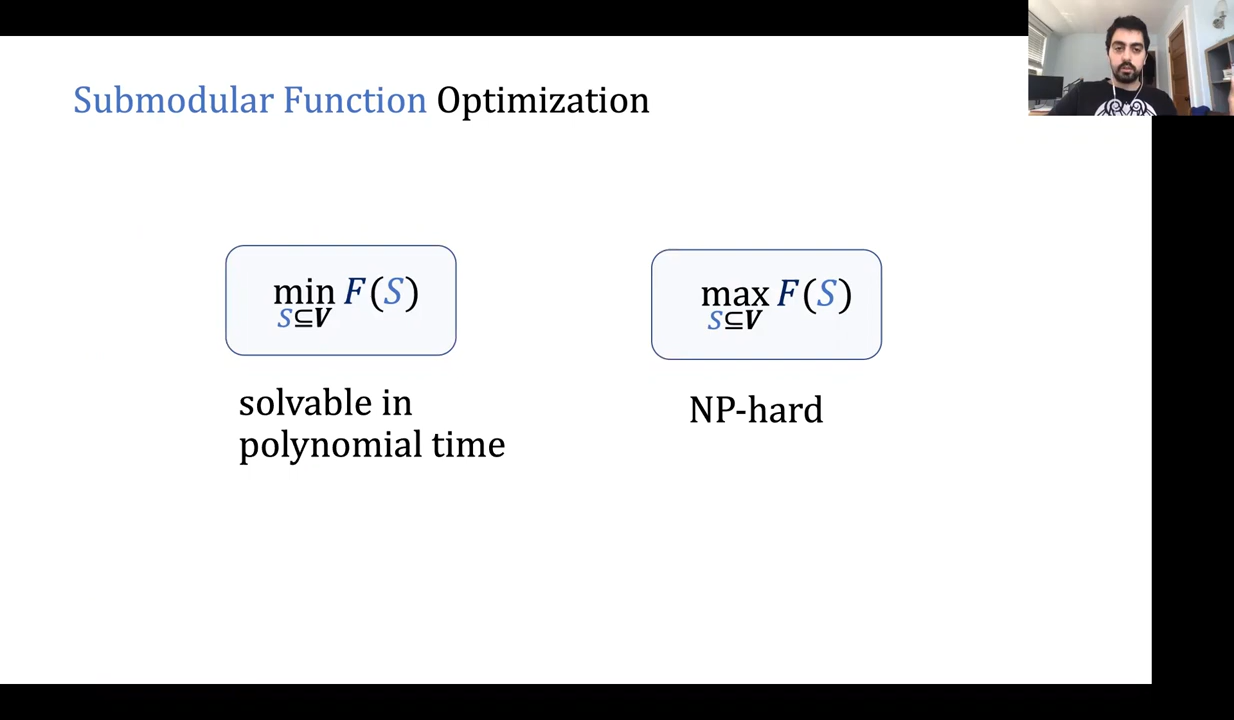 Submodular Function Optimization
min F(S)
S⊆V
max F(S)
S⊆V
solvable in
polynomial time
NP-hard